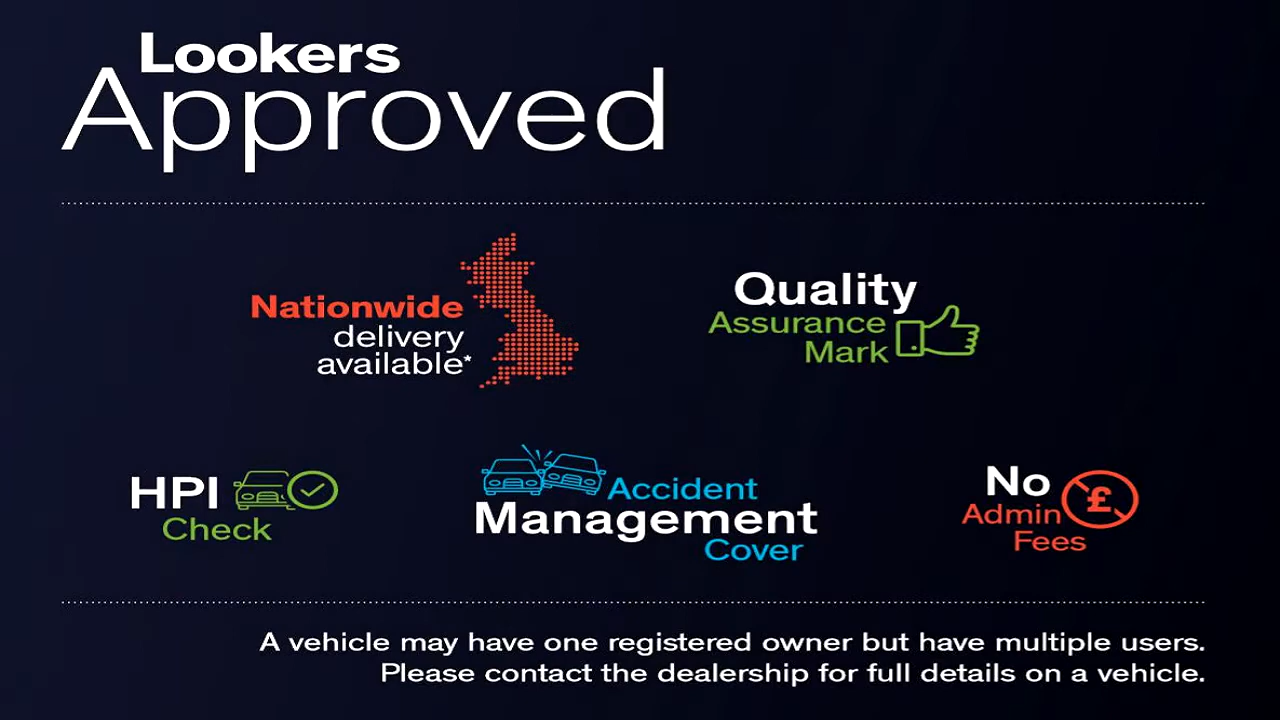 Lookers
Approved
Nationwide
delivery
available*
Quality
Assurance
Mark
HPI
Check
Accident
Management
Cover
No
Admin
£
Fees
A vehicle may have one registered owner but have multiple users.
Please contact the dealership for full details on a vehicle.